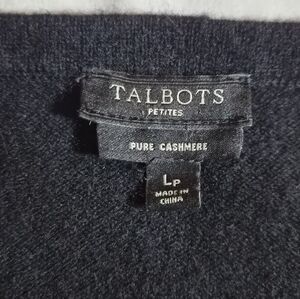 TALBOTS
PETITES
PURE CASHMERE
LP
MADE IN
CHINA